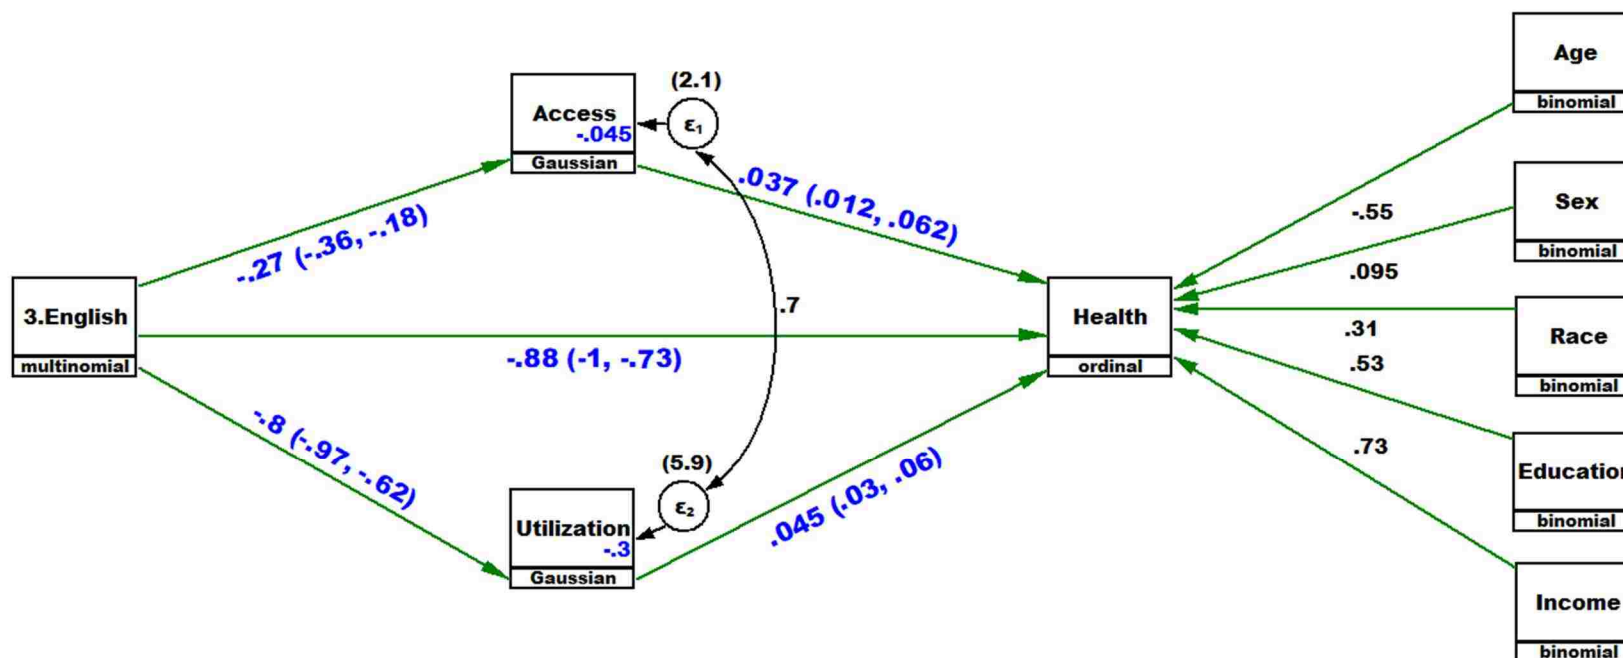 3.English
multinomial
Access
-.045
Gaussian
(2.1)
ε₁
-.27 (-.36, -.18)
.037 (.012, .062)
-.88 (-1, -.73)
.7
-.8 (-.97, -.62)
Utilization
-.3
Gaussian
(5.9)
ε₂
.045 (.03, .06)
Health
ordinal
-.55
.095
.31
.53
.73
Age
binomial
Sex
binomial
Race
binomial
Education
binomial
Income
binomial